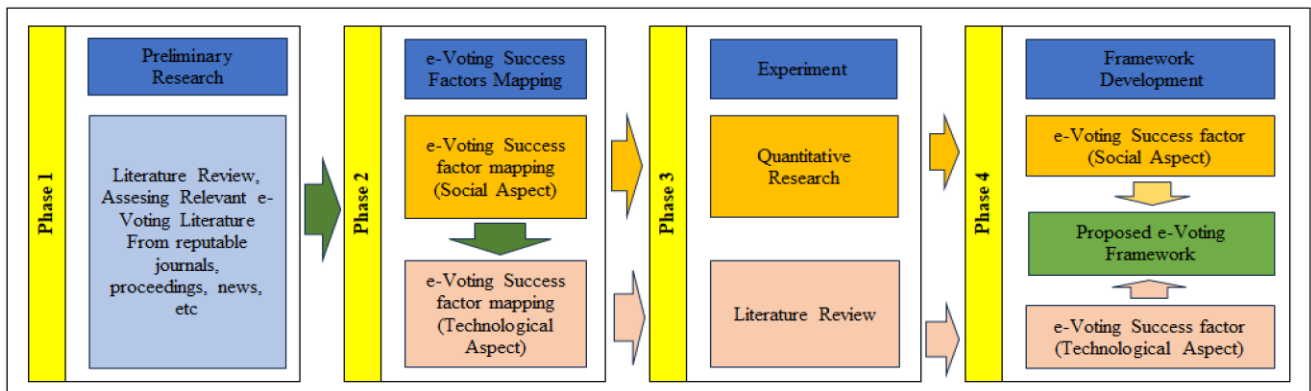 Phase 1
Preliminary
Research
Literature Review,
Assesing Relevant e-
Voting Literature
From reputable
journals,
proceedings, news,
etc
Phase 2
e-Voting Success
Factors Mapping
e-Voting Success
factor mapping
(Social Aspect)
e-Voting Success
factor mapping
(Technological
Aspect)
Phase 3
Experiment
Quantitative
Research
Literature Review
Phase 4
Framework
Development
e-Voting Success factor
(Social Aspect)
Proposed e-Voting
Framework
e-Voting Success factor
(Technological Aspect)